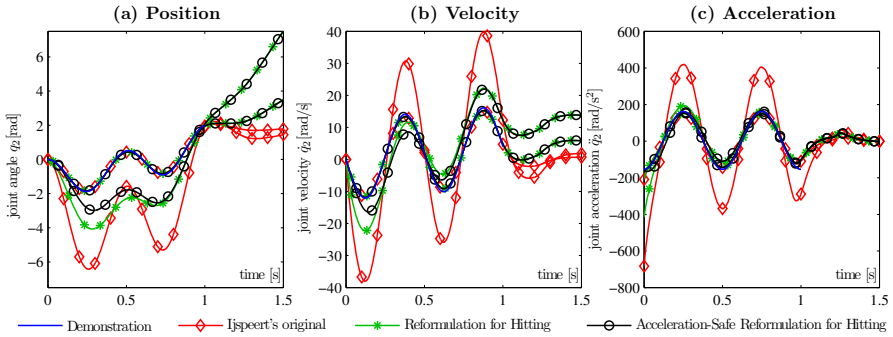 (a) Position
(b) Velocity
(c) Acceleration
joint angle q₂ [rad]
6
4
2
0
−2
−4
−6
0
0.5
1
1.5
time [s]
joint velocity q̇₂ [rad/s]
40
30
20
10
0
−10
−20
−30
−40
0
0.5
1
1.5
time [s]
joint acceleration q̈₂ [rad/s²]
600
400
200
0
−200
−400
−600
−800
0
0.5
1
1.5
time [s]
Demonstration
Ijspeert's original
Reformulation for Hitting
Acceleration-Safe Reformulation for Hitting